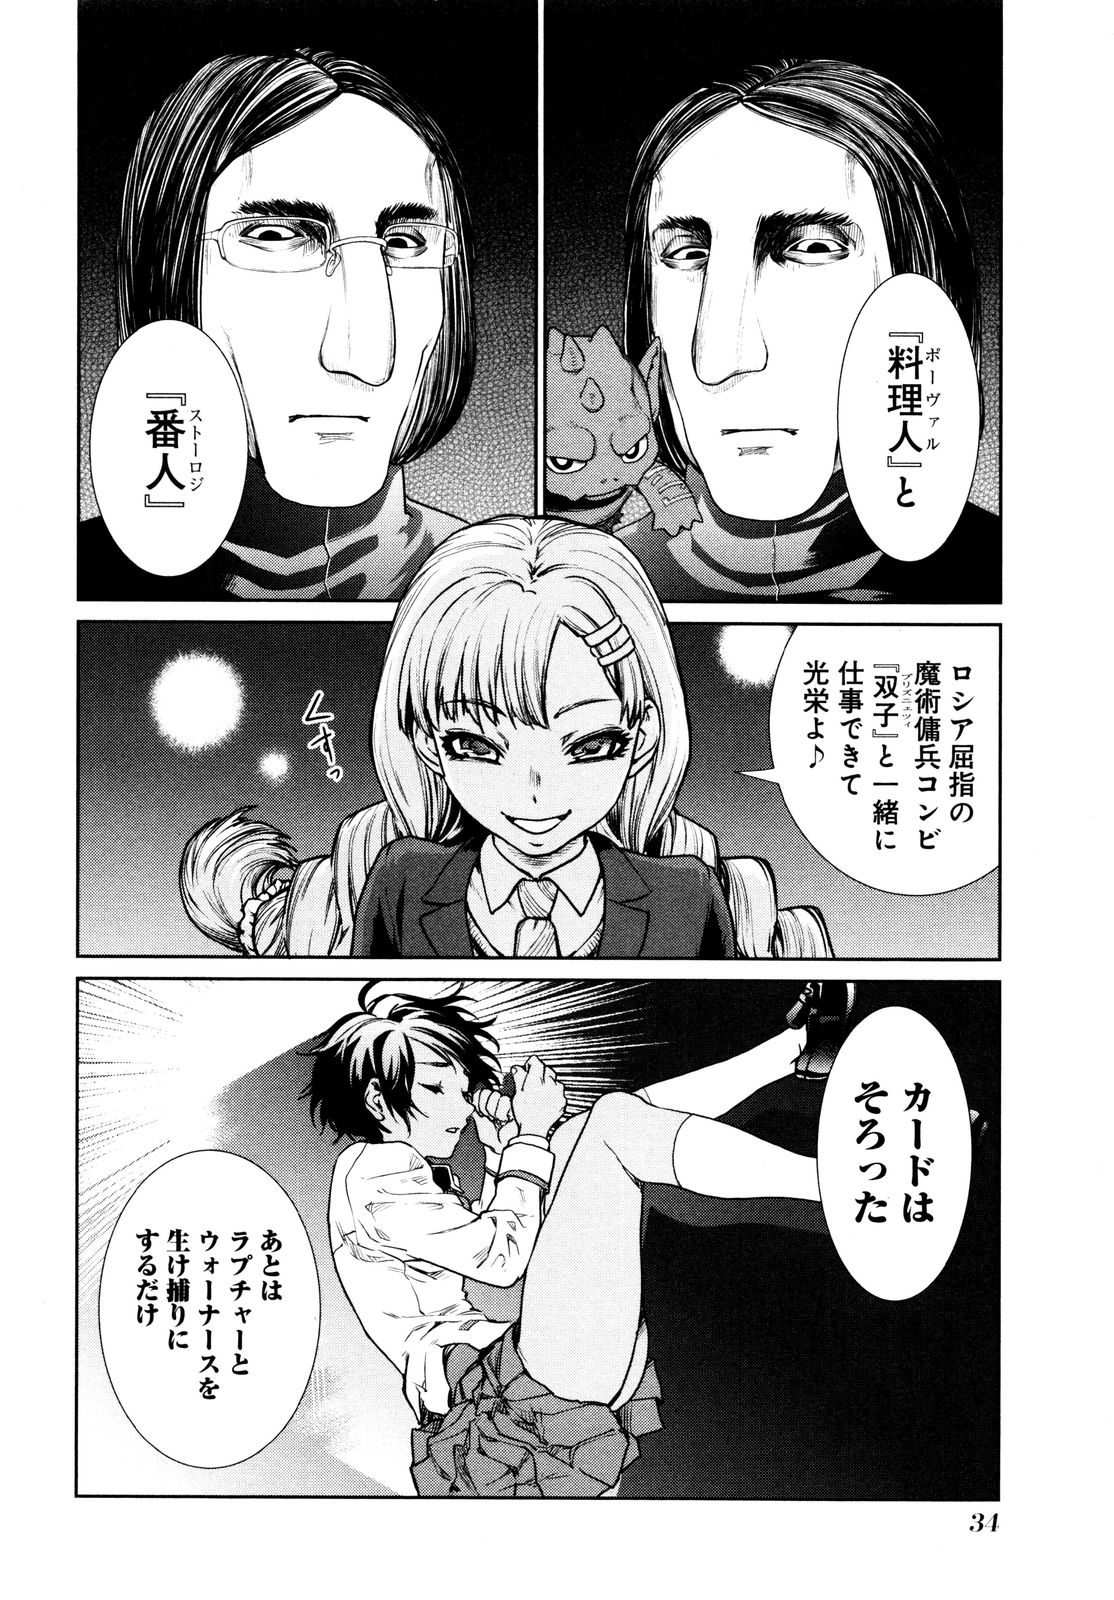 『料理人』と
ポーヴァル
『番人』
ストーロジ
ロシア屈指の
魔術傭兵コンビ
『双子』と一緒に
ブリズニェツィ
仕事できて
光栄よ♪
くすっ
カードは
そろった
あとは
ラプチャーと
ウォーナースを
生け捕りに
するだけ
34